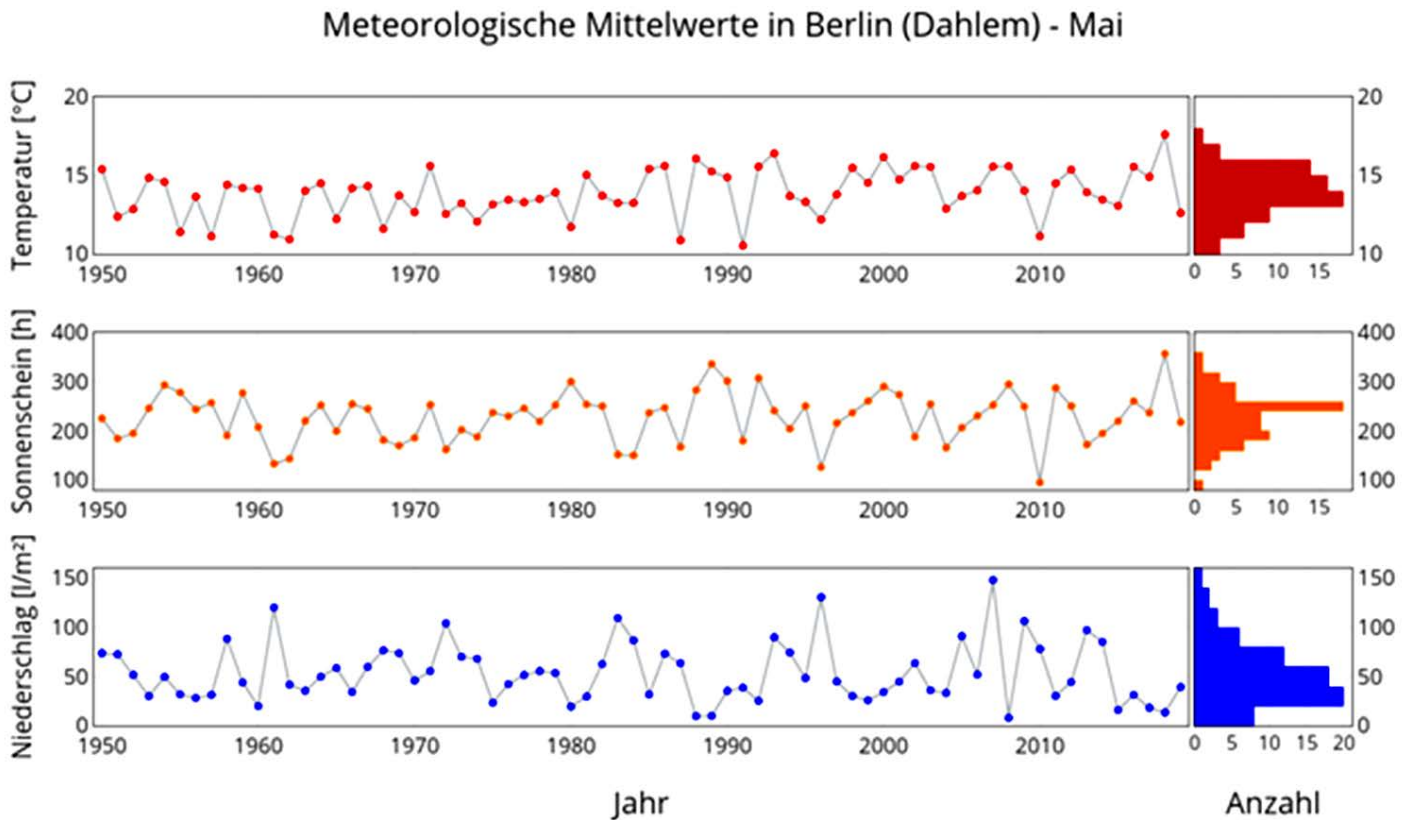 Meteorologische Mittelwerte in Berlin (Dahlem) - Mai
Temperatur [°C]
20
15
10
1950 1960 1970 1980 1990 2000 2010
20
15
10
0 5 10 15
Sonnenschein [h]
400
300
200
100
1950 1960 1970 1980 1990 2000 2010
400
300
200
100
0 5 10 15
Niederschlag [l/m²]
150
100
50
0
1950 1960 1970 1980 1990 2000 2010
150
100
50
0
0 5 10 15 20
Jahr
Anzahl